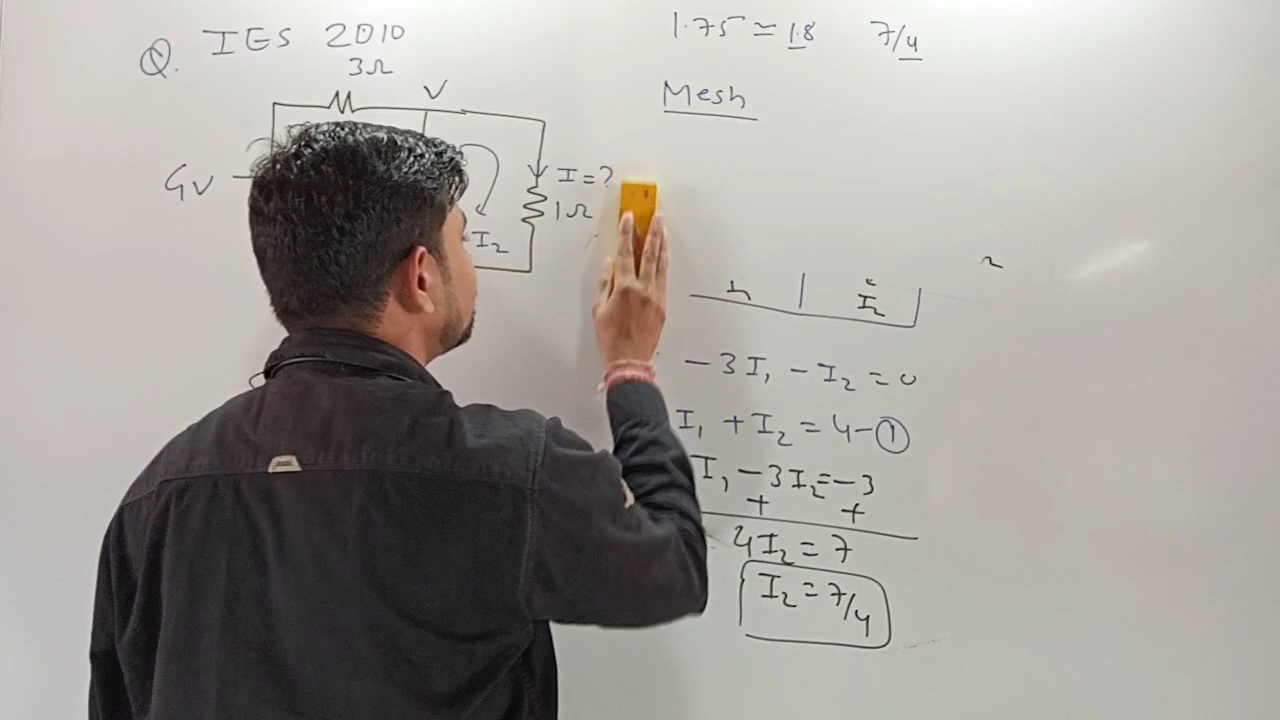 Q. IES 2010
3Ω
V
4V
I = ?
1Ω
I₂
1.75 ≃ 1.8 7/4
Mesh
I₂
-3I₁ - I₂ = 0
I₁ + I₂ = 4 - ①
I₁ - 3I₂ = -3
+ +
4I₂ = 7
I₂ = 7/4